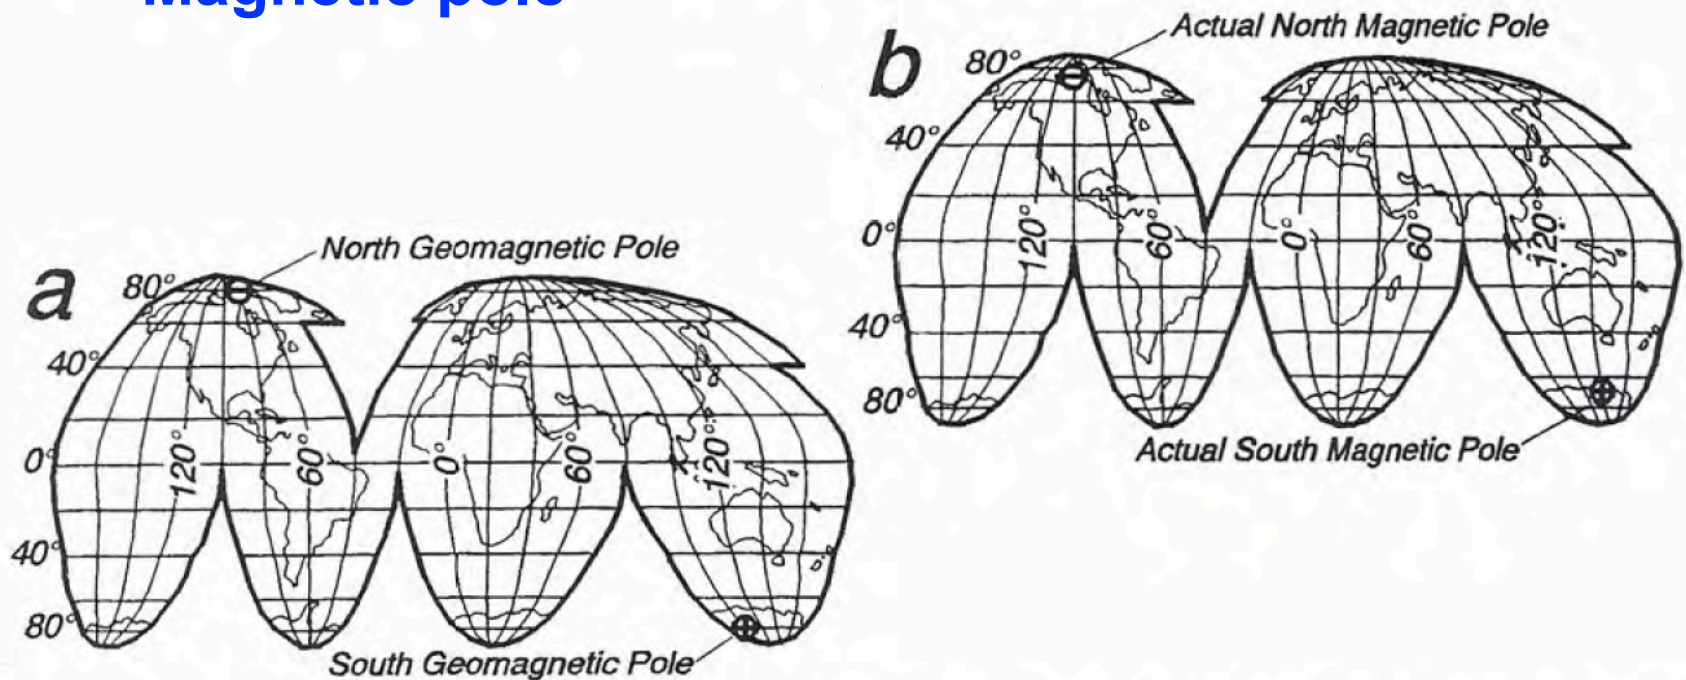 Magnetic pole
a
North Geomagnetic Pole
80°
40°
0°
40°
80°
120°
60°
0°
60°
120°
South Geomagnetic Pole
b
Actual North Magnetic Pole
80°
40°
0°
40°
80°
120°
60°
0°
60°
120°
Actual South Magnetic Pole